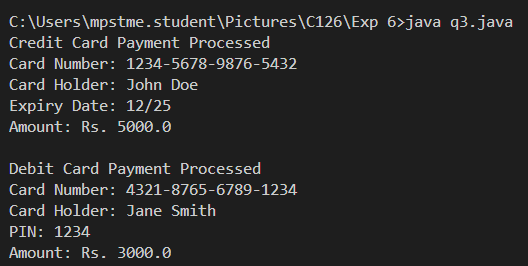 C:\Users\mpstme.student\Pictures\C126\Exp 6>java q3.java
Credit Card Payment Processed
Card Number: 1234-5678-9876-5432
Card Holder: John Doe
Expiry Date: 12/25
Amount: Rs. 5000.0

Debit Card Payment Processed
Card Number: 4321-8765-6789-1234
Card Holder: Jane Smith
PIN: 1234
Amount: Rs. 3000.0